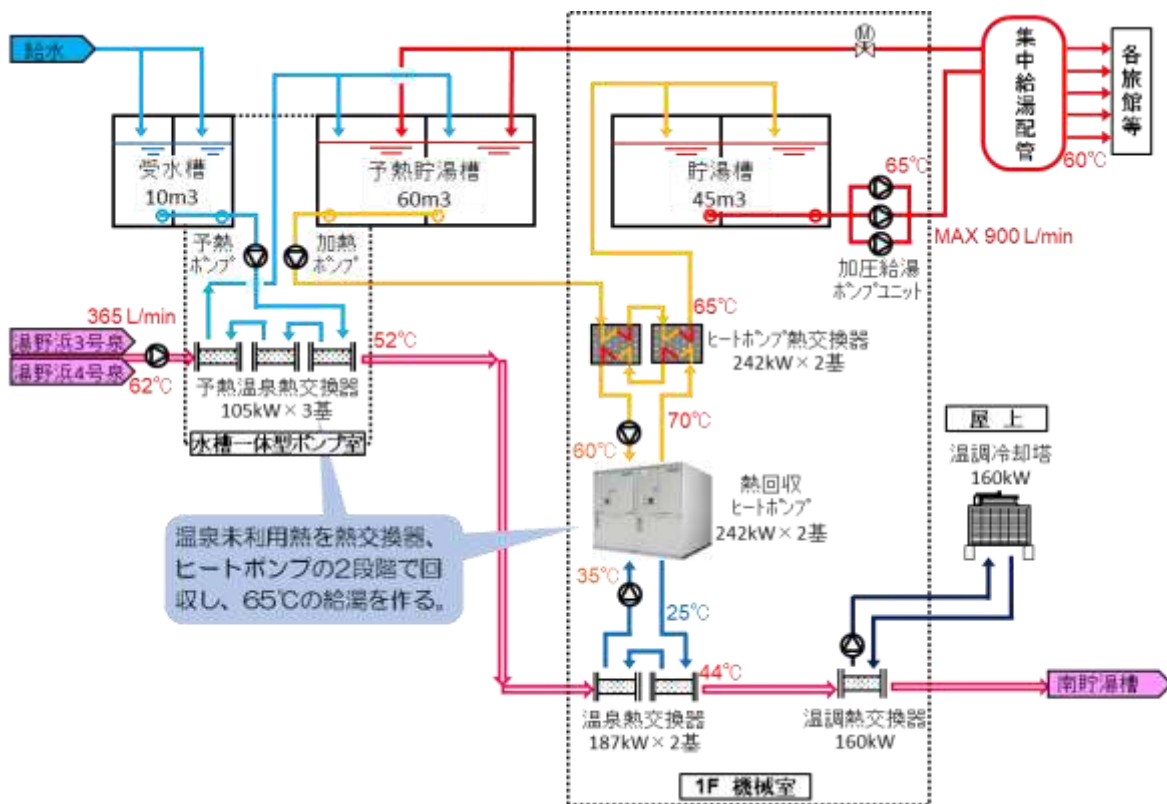 給水
M
集中給湯配管
各旅館等
60℃
受水槽
10m3
予熱貯湯槽
60m3
貯湯槽
45m3
65℃
MAX 900 L/min
加圧給湯
ポンプユニット
予熱
ポンプ
加熱
ポンプ
365 L/min
湯野浜3号泉
湯野浜4号泉
62℃
52℃
予熱温泉熱交換器
105kW×3基
水槽一体型ポンプ室
65℃
ヒートポンプ熱交換器
242kW×2基
60℃
70℃
熱回収
ヒートポンプ
242kW×2基
屋上
温調冷却塔
160kW
温泉未利用熱を熱交換器、
ヒートポンプの2段階で回
収し、65℃の給湯を作る。
35℃
25℃
44℃
温泉熱交換器
187kW×2基
温調熱交換器
160kW
南貯湯槽
1F 機械室